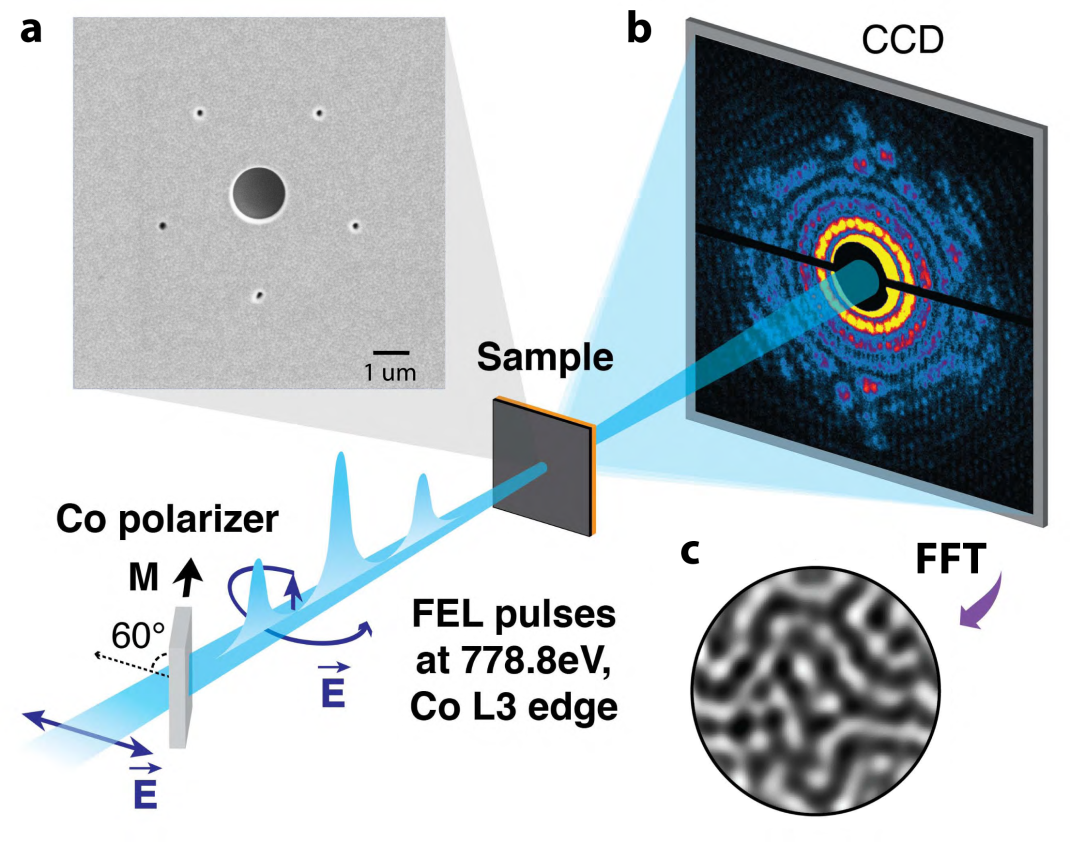 a
1 um
b
CCD
Sample
Co polarizer
M
60°
E
E
FEL pulses
at 778.8eV,
Co L3 edge
c
FFT